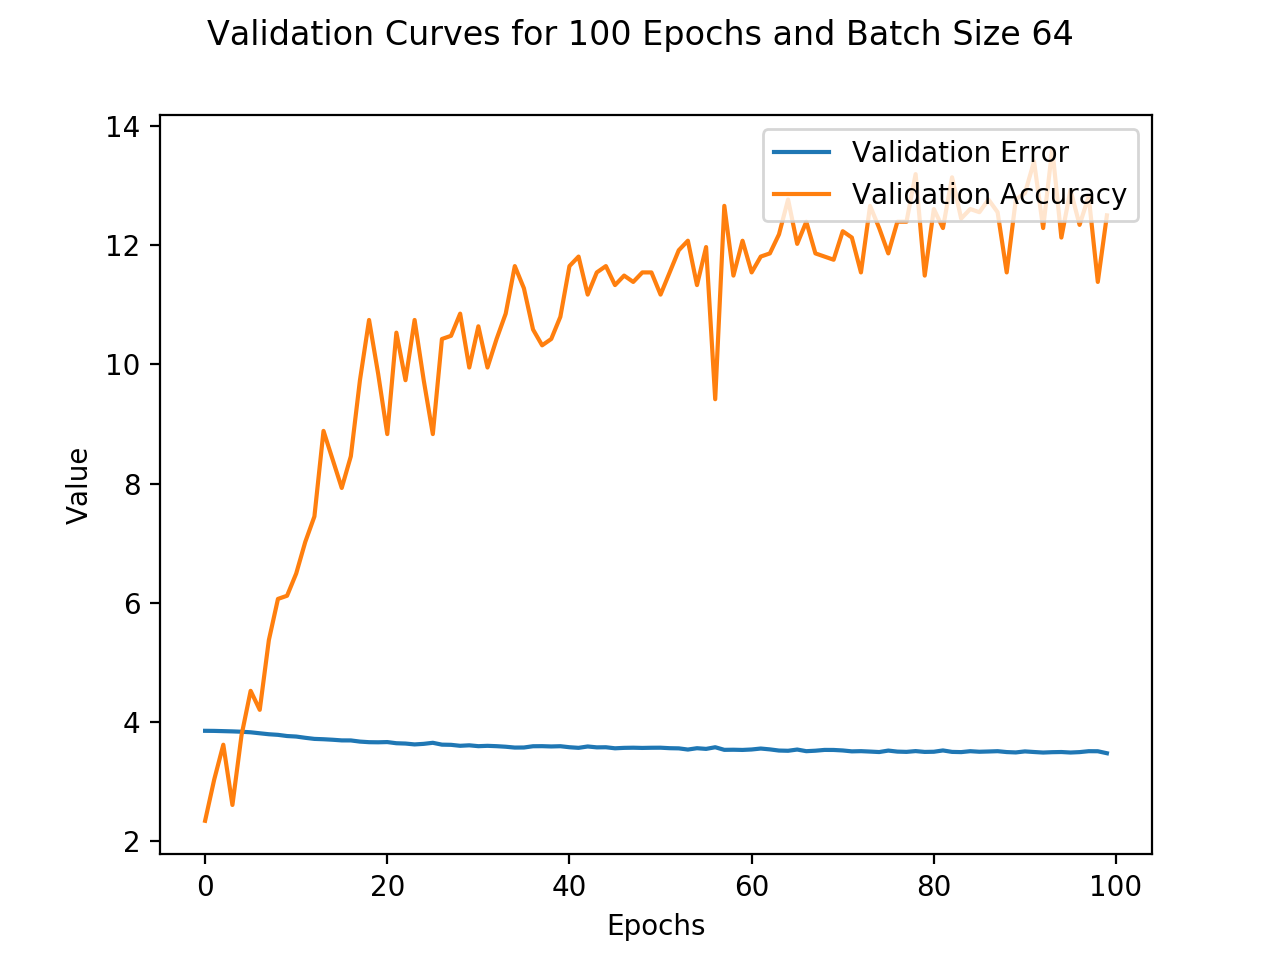 Validation Curves for 100 Epochs and Batch Size 64
14
12
10
8
6
4
2
Value
Validation Error
Validation Accuracy
0 20 40 60 80 100
Epochs